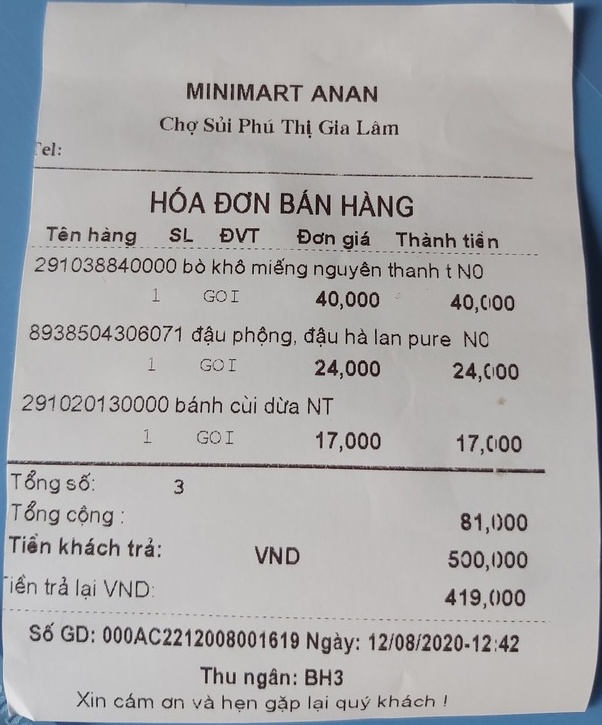 MINIMART ANAN
Chợ Sủi Phú Thị Gia Lâm
Tel:
HÓA ĐƠN BÁN HÀNG
Tên hàng SL ĐVT Đơn giá Thành tiền
291038840000 bò khô miếng nguyên thanh t N0
1 GOI 40,000 40,000
8938504306071 đậu phộng, đậu hà lan pure N0
1 GOI 24,000 24,000
291020130000 bánh cùi dừa NT
1 GOI 17,000 17,000
Tổng số: 3
Tổng cộng : 81,000
Tiền khách trả: VND 500,000
Tiền trả lại VND: 419,000
Số GD: 000AC2212008001619 Ngày: 12/08/2020-12:42
Thu ngân: BH3
Xin cám ơn và hẹn gặp lại quý khách !